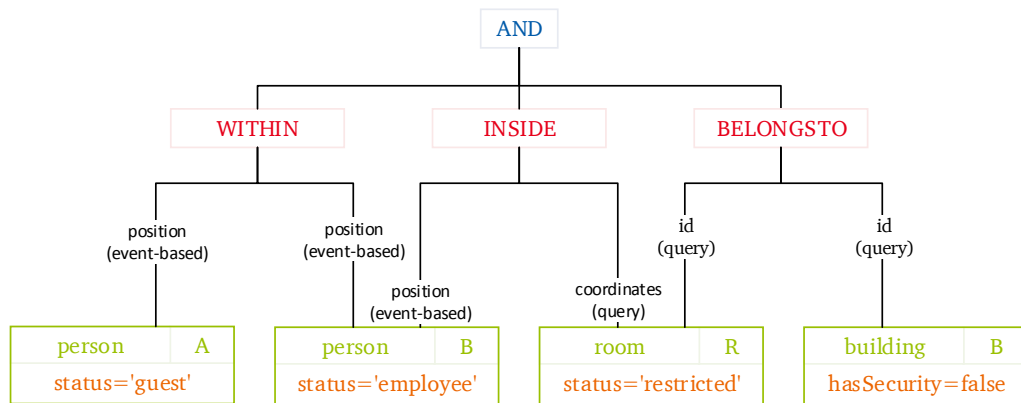 AND
WITHIN
INSIDE
BELONGSTO
position
(event-based)
position
(event-based)
position
(event-based)
coordinates
(query)
id
(query)
id
(query)
person A
status='guest'
person B
status='employee'
room R
status='restricted'
building B
hasSecurity=false